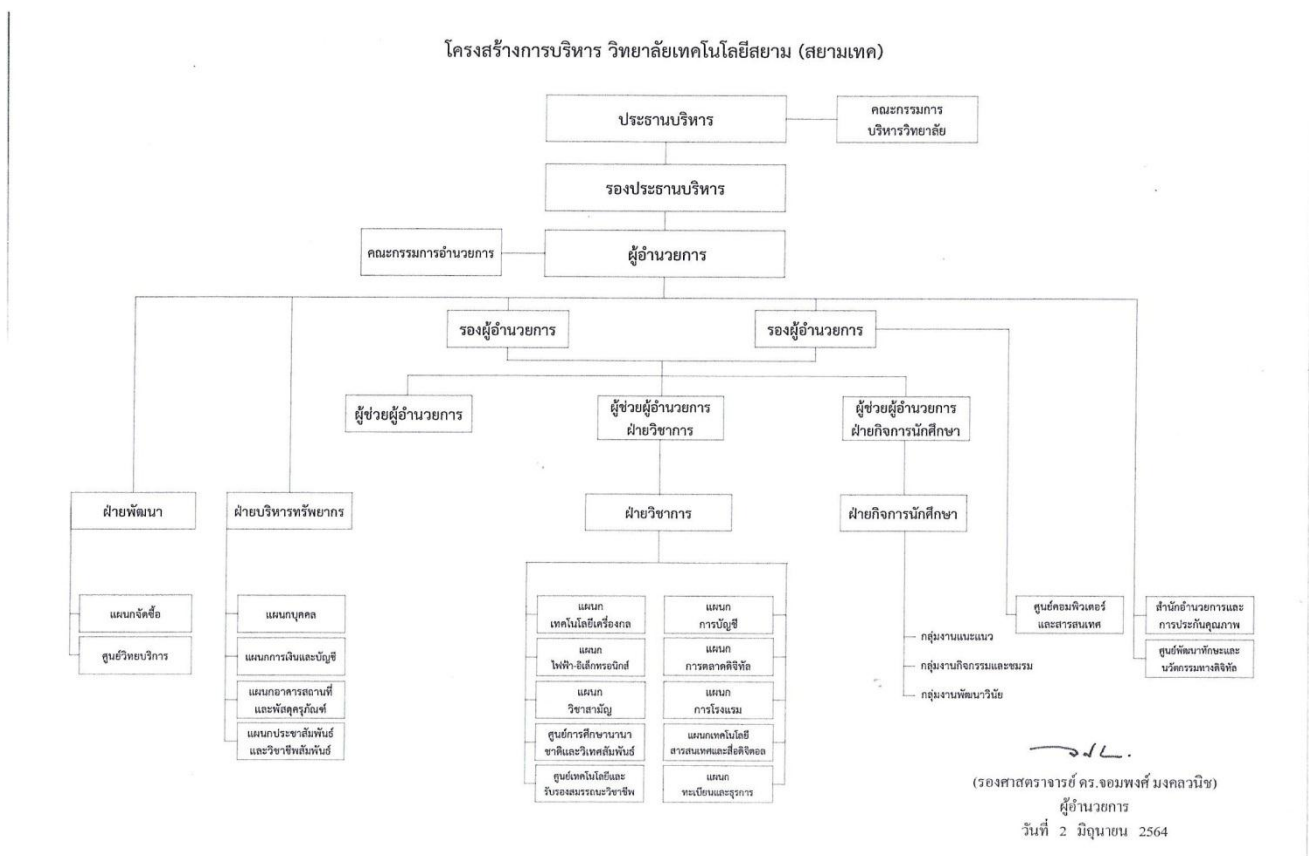 โครงสร้างการบริหาร วิทยาลัยเทคโนโลยีสยาม (สยามเทค)
ประธานบริหาร
คณะกรรมการ
บริหารวิทยาลัย
รองประธานบริหาร
คณะกรรมการอำนวยการ
ผู้อำนวยการ
รองผู้อำนวยการ
รองผู้อำนวยการ
ผู้ช่วยผู้อำนวยการ
ผู้ช่วยผู้อำนวยการ
ฝ่ายวิชาการ
ผู้ช่วยผู้อำนวยการ
ฝ่ายกิจการนักศึกษา
ฝ่ายพัฒนา
ฝ่ายบริหารทรัพยากร
ฝ่ายวิชาการ
ฝ่ายกิจการนักศึกษา
แผนกจัดซื้อ
ศูนย์วิทยบริการ
แผนกบุคคล
แผนกการเงินและบัญชี
แผนกอาคารสถานที่
และพัสดุครุภัณฑ์
แผนกประชาสัมพันธ์
และวิชาชีพสัมพันธ์
แผนก
เทคโนโลยีเครื่องกล
แผนก
ไฟฟ้า-อิเล็กทรอนิกส์
แผนก
วิชาสามัญ
ศูนย์การศึกษานานา
ชาติและวิเทศสัมพันธ์
ศูนย์เทคโนโลยีและ
รับรองสมรรถนะวิชาชีพ
แผนก
การบัญชี
แผนก
การตลาดดิจิทัล
แผนก
การโรงแรม
แผนกเทคโนโลยี
สารสนเทศและสื่อดิจิตอล
แผนก
ทะเบียนและธุรการ
กลุ่มงานแนะแนว
กลุ่มงานกิจกรรมและชมรม
กลุ่มงานพัฒนาวินัย
ศูนย์คอมพิวเตอร์
และสารสนเทศ
สำนักอำนวยการและ
การประกันคุณภาพ
ศูนย์พัฒนาทักษะและ
นวัตกรรมทางดิจิทัล
(รองศาสตราจารย์ ดร.จอมพงศ์ มงคลวนิช)
ผู้อำนวยการ
วันที่ 2 มิถุนายน 2564